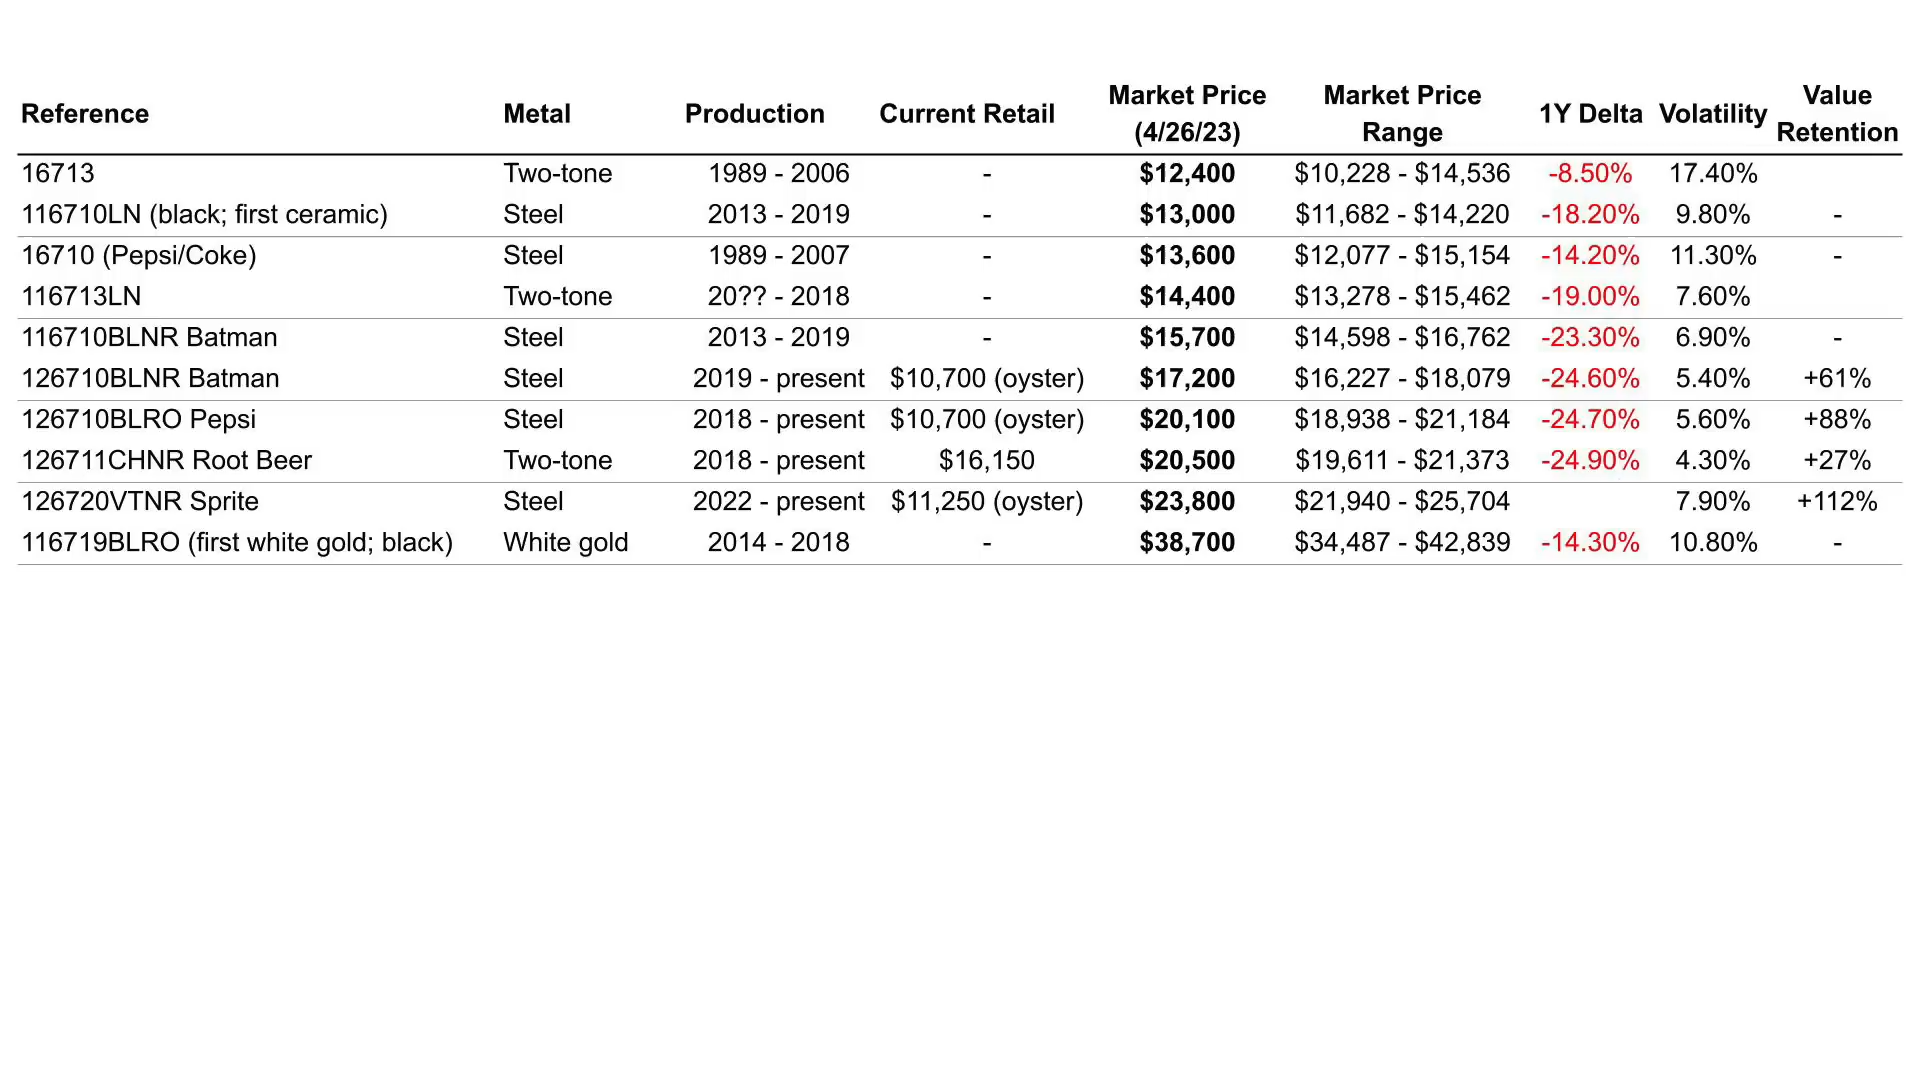 Reference Metal Production Current Retail Market Price (4/26/23) Market Price Range 1Y Delta Volatility Value Retention
16713 Two-tone 1989 - 2006 - $12,400 $10,228 - $14,536 -8.50% 17.40%
116710LN (black; first ceramic) Steel 2013 - 2019 - $13,000 $11,682 - $14,220 -18.20% 9.80% -
16710 (Pepsi/Coke) Steel 1989 - 2007 - $13,600 $12,077 - $15,154 -14.20% 11.30% -
116713LN Two-tone 20?? - 2018 - $14,400 $13,278 - $15,462 -19.00% 7.60%
116710BLNR Batman Steel 2013 - 2019 - $15,700 $14,598 - $16,762 -23.30% 6.90% -
126710BLNR Batman Steel 2019 - present $10,700 (oyster) $17,200 $16,227 - $18,079 -24.60% 5.40% +61%
126710BLRO Pepsi Steel 2018 - present $10,700 (oyster) $20,100 $18,938 - $21,184 -24.70% 5.60% +88%
126711CHNR Root Beer Two-tone 2018 - present $16,150 $20,500 $19,611 - $21,373 -24.90% 4.30% +27%
126720VTNR Sprite Steel 2022 - present $11,250 (oyster) $23,800 $21,940 - $25,704 7.90% +112%
116719BLRO (first white gold; black) White gold 2014 - 2018 - $38,700 $34,487 - $42,839 -14.30% 10.80% -